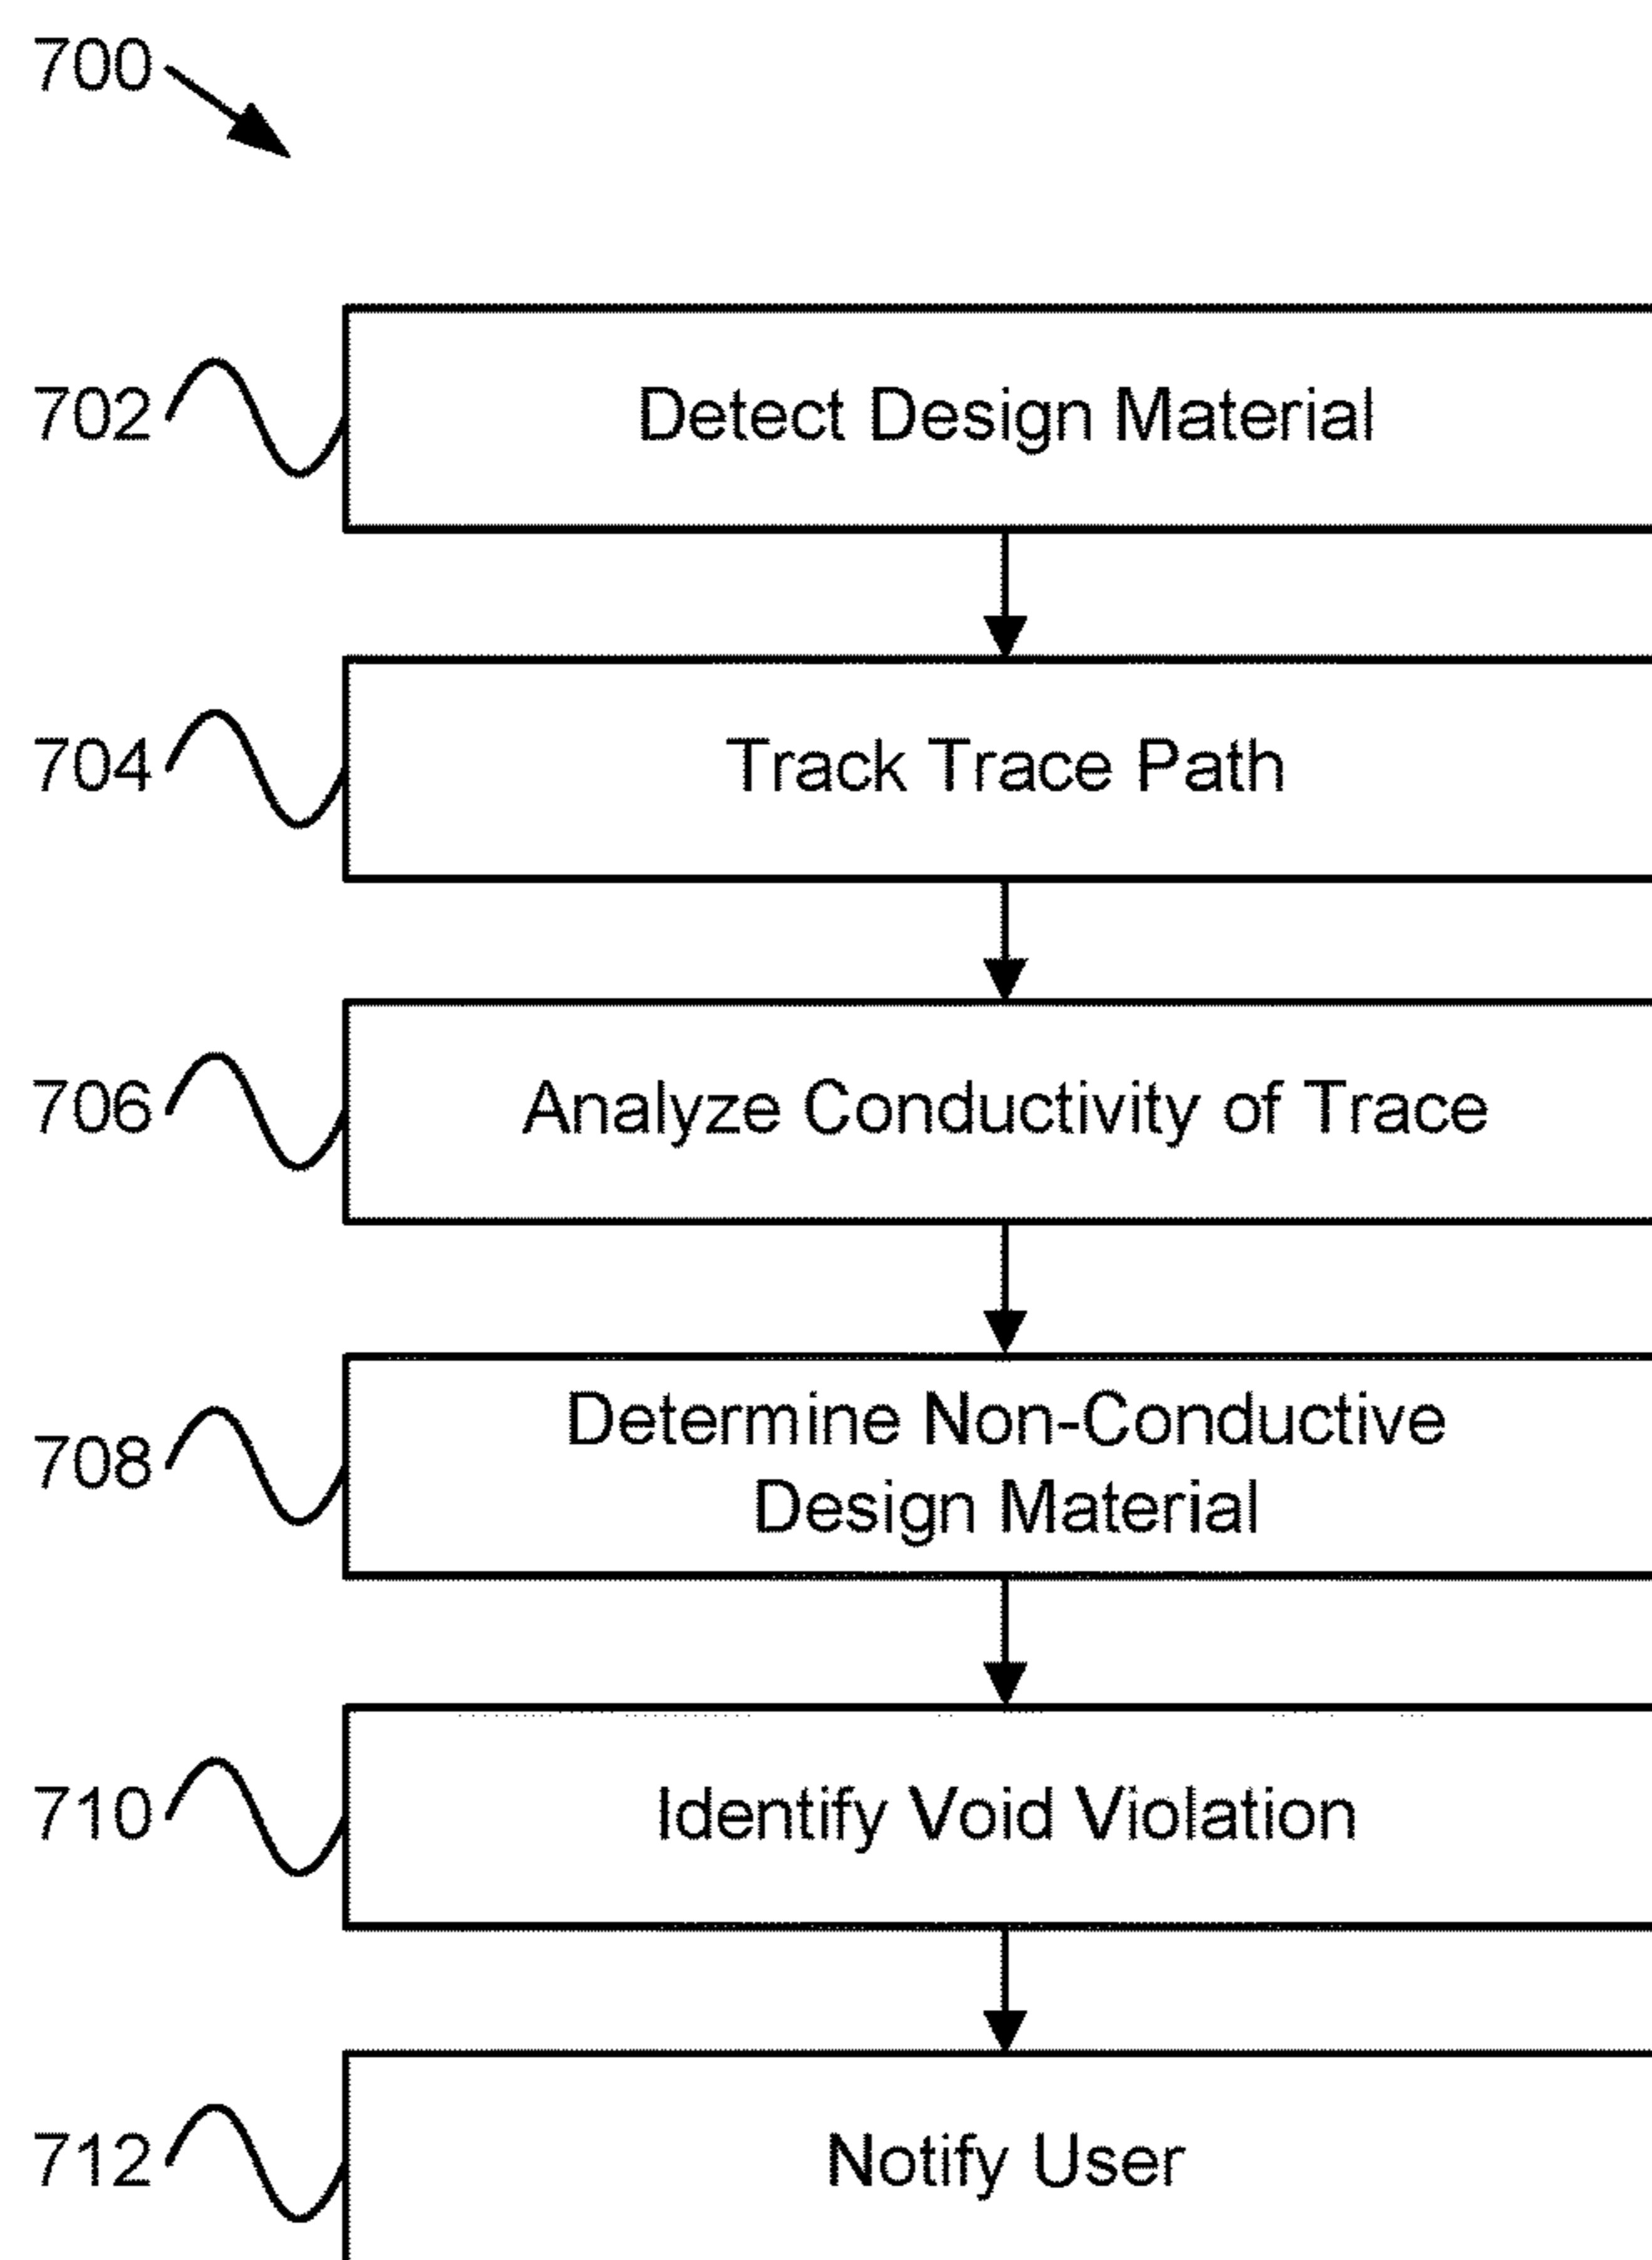 700
702 Detect Design Material
704 Track Trace Path
706 Analyze Conductivity of Trace
Determine Non-Conductive
708
Design Material
710 Identify Void Violation
712 Notify User